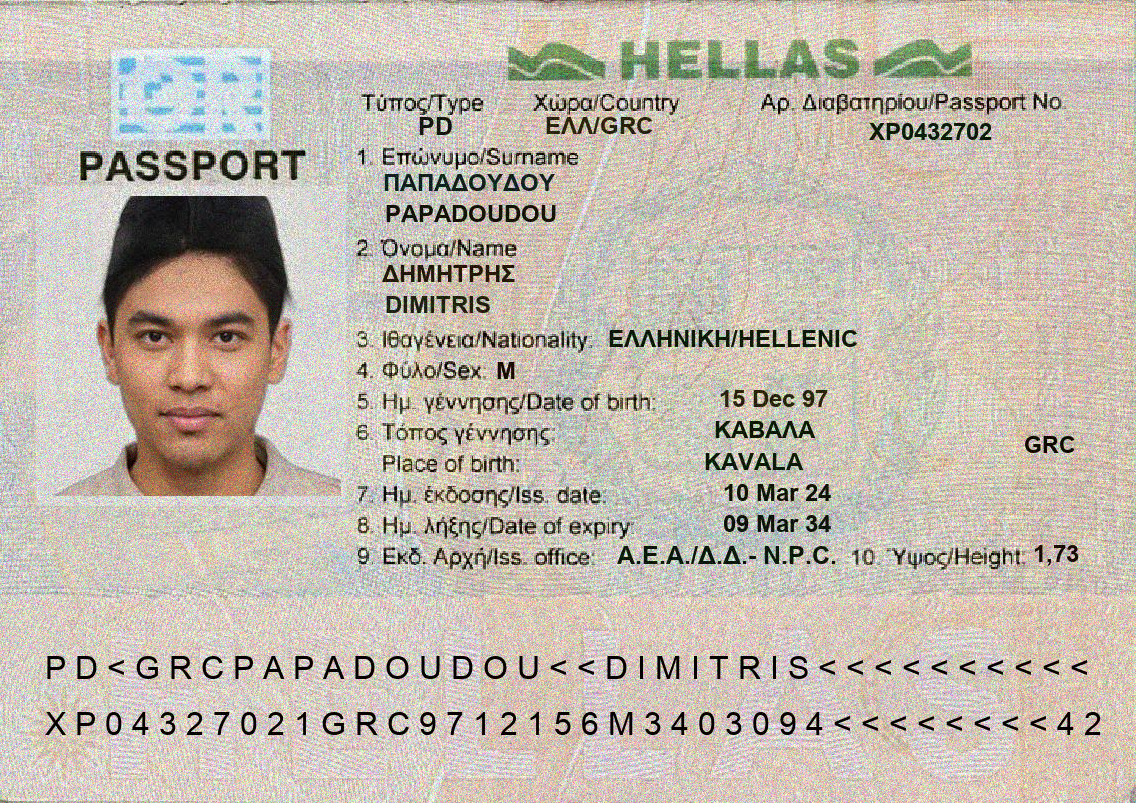 HELLAS
Τύπος/Type Χώρα/Country Αρ. Διαβατηρίου/Passport No.
PD ΕΛΛ/GRC XP0432702
PASSPORT
1. Επώνυμο/Surname
ΠΑΠΑΔΟΥΔΟΥ
PAPADOUDOU
2. Όνομα/Name
ΔΗΜΗΤΡΗΣ
DIMITRIS
3. Ιθαγένεια/Nationality: ΕΛΛΗΝΙΚΗ/HELLENIC
4. Φύλο/Sex: M
5. Ημ. γέννησης/Date of birth: 15 Dec 97
6. Τόπος γέννησης: ΚΑΒΑΛΑ
Place of birth: KAVALA GRC
7. Ημ. έκδοσης/Iss. date: 10 Mar 24
8. Ημ. λήξης/Date of expiry: 09 Mar 34
9. Εκδ. Αρχή/Iss. office: Α.Ε.Α./Δ.Δ.- N.P.C. 10. Ύψος/Height: 1,73
PD<GRCPAPADOUDOU<<DIMITRIS<<<<<<<<<<
XP04327021GRC9712156M3403094<<<<<<<<42